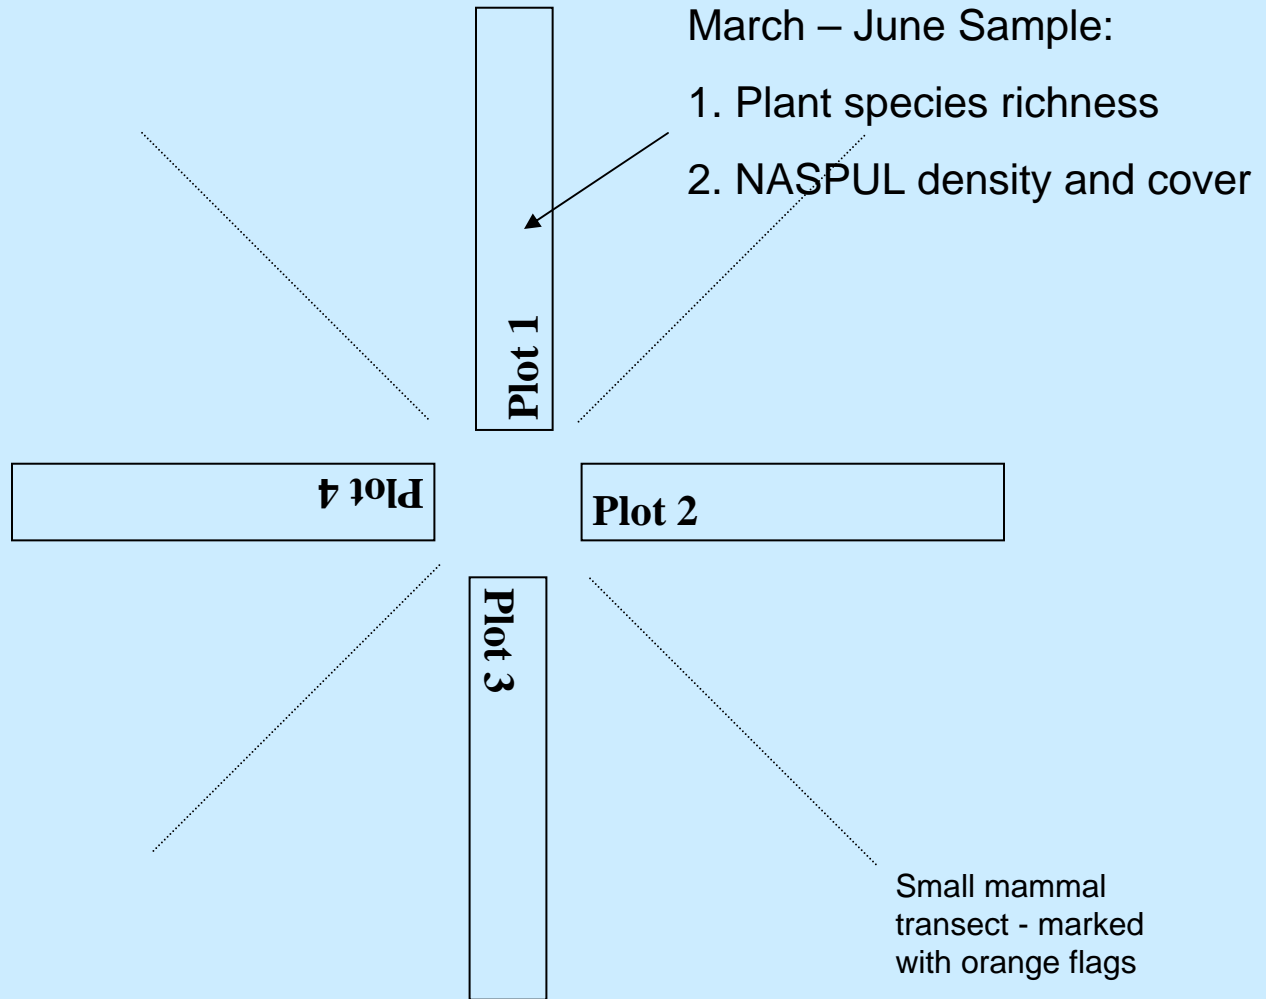 March – June Sample:
1. Plant species richness
2. NASPUL density and cover
Plot 1
Plot 4
Plot 2
Plot 3
Small mammal
transect - marked
with orange flags